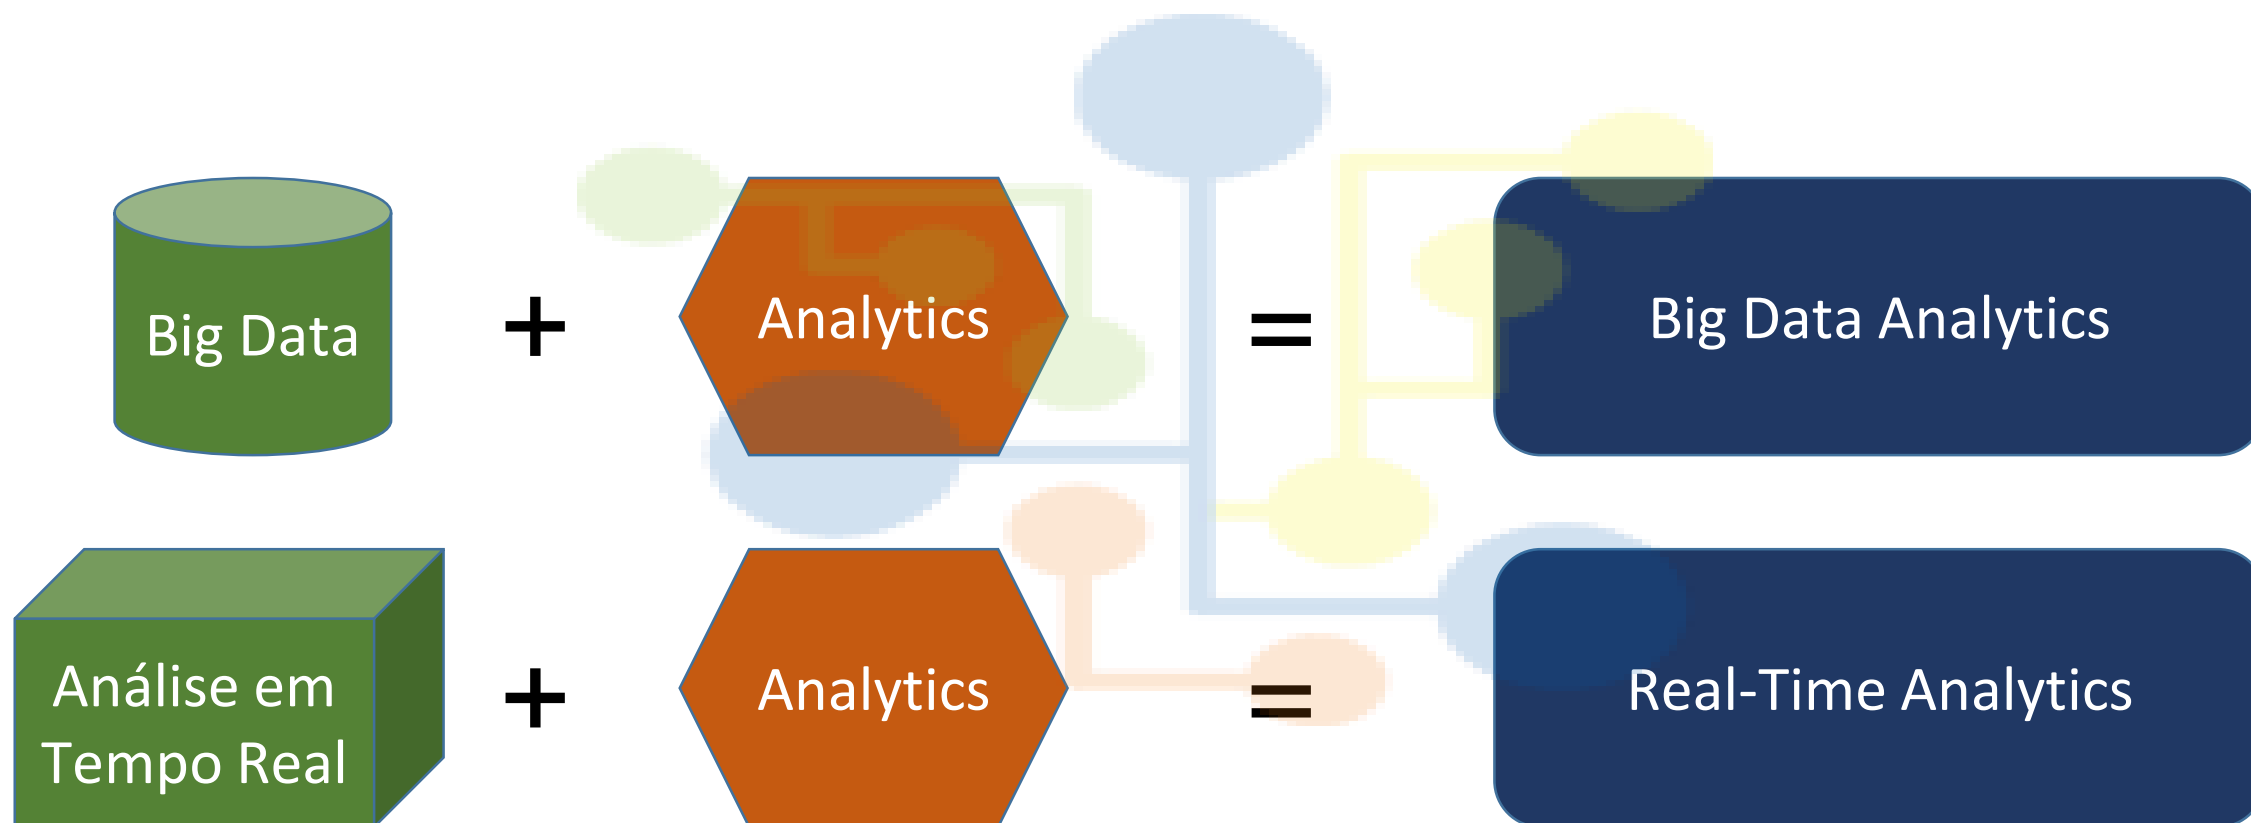 Big Data + Analytics = Big Data Analytics
Análise em
Tempo Real + Analytics = Real-Time Analytics